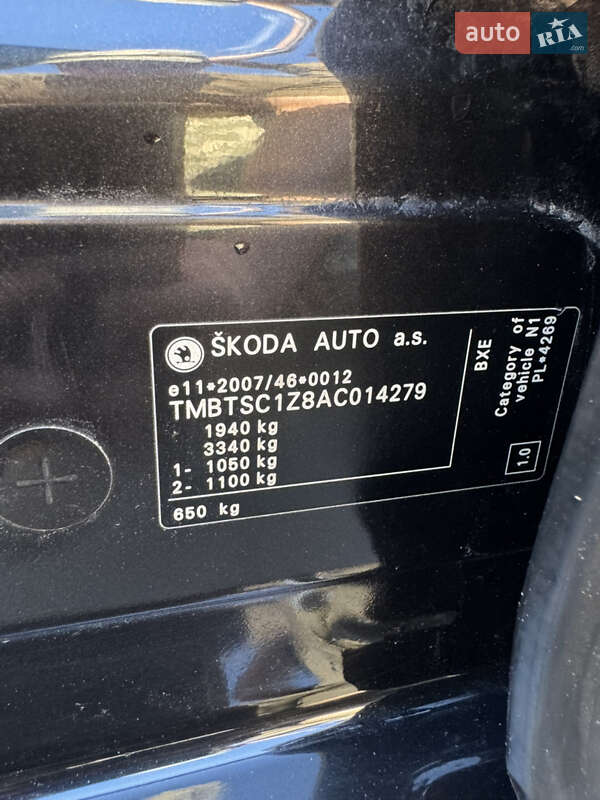 auto RIA.com
ŠKODA AUTO a.s.
e11*2007/46*0012
TMBTSC1Z8AC014279
1940 kg
3340 kg
1- 1050 kg
2- 1100 kg
650 kg
BXE
Category of
vehicle N1
PL*4269
1.0